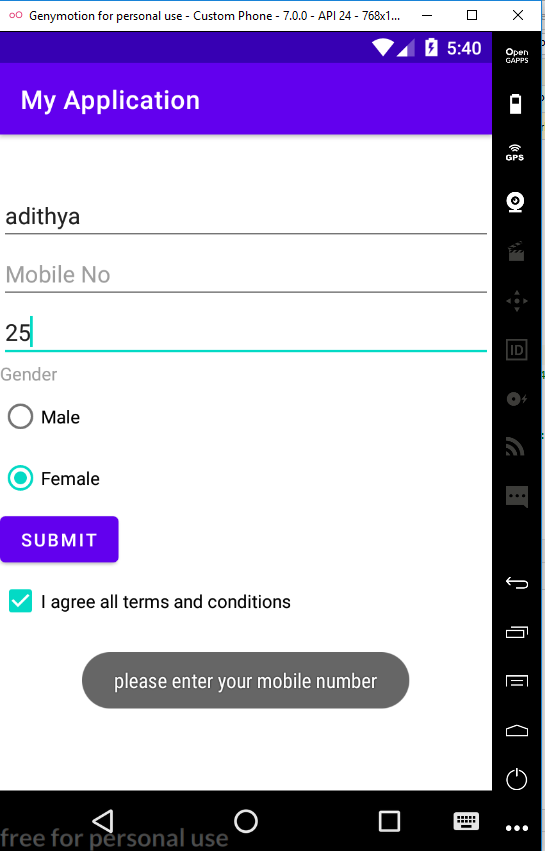 Genymotion for personal use - Custom Phone - 7.0.0 - API 24 - 768x1...
5:40
Open
GAPPS
My Application
GPS
adithya
Mobile No
25
ID
Gender
Male
Female
SUBMIT
I agree all terms and conditions
please enter your mobile number
free for personal use